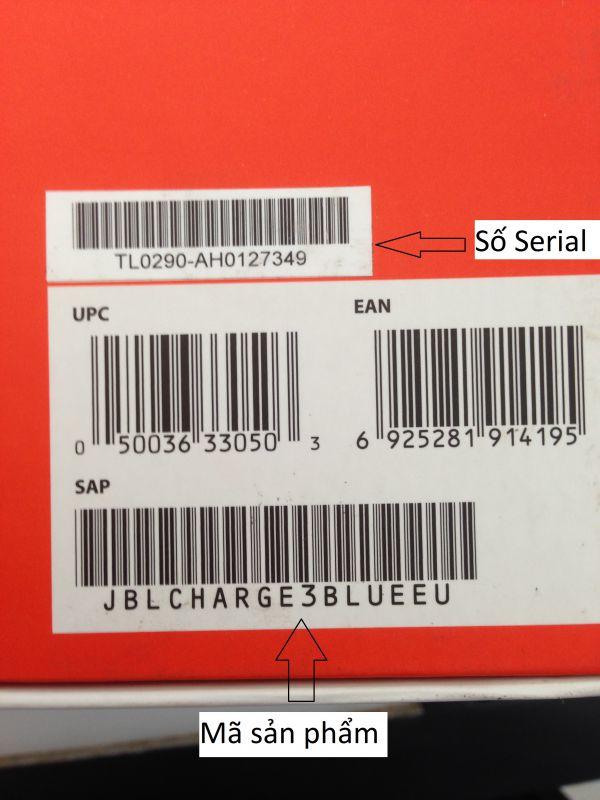 TL0290-AH0127349
Số Serial
UPC
EAN
0 50036 33050 3
6 925281 914195
SAP
JBLCHARGE3BLUEEU
Mã sản phẩm